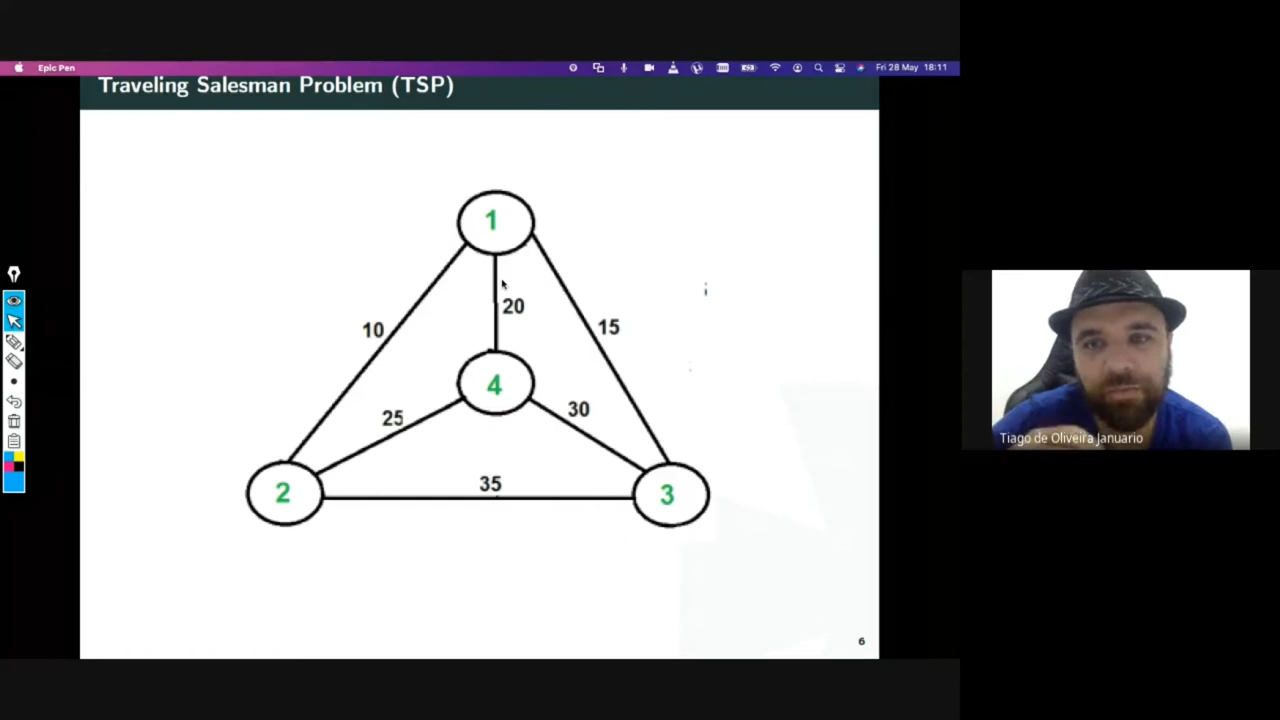 Epic Pen
Fri 28 May 18:11
Traveling Salesman Problem (TSP)
1
20
10
15
4
25
30
35
2
3
Tiago de Oliveira Januario
6